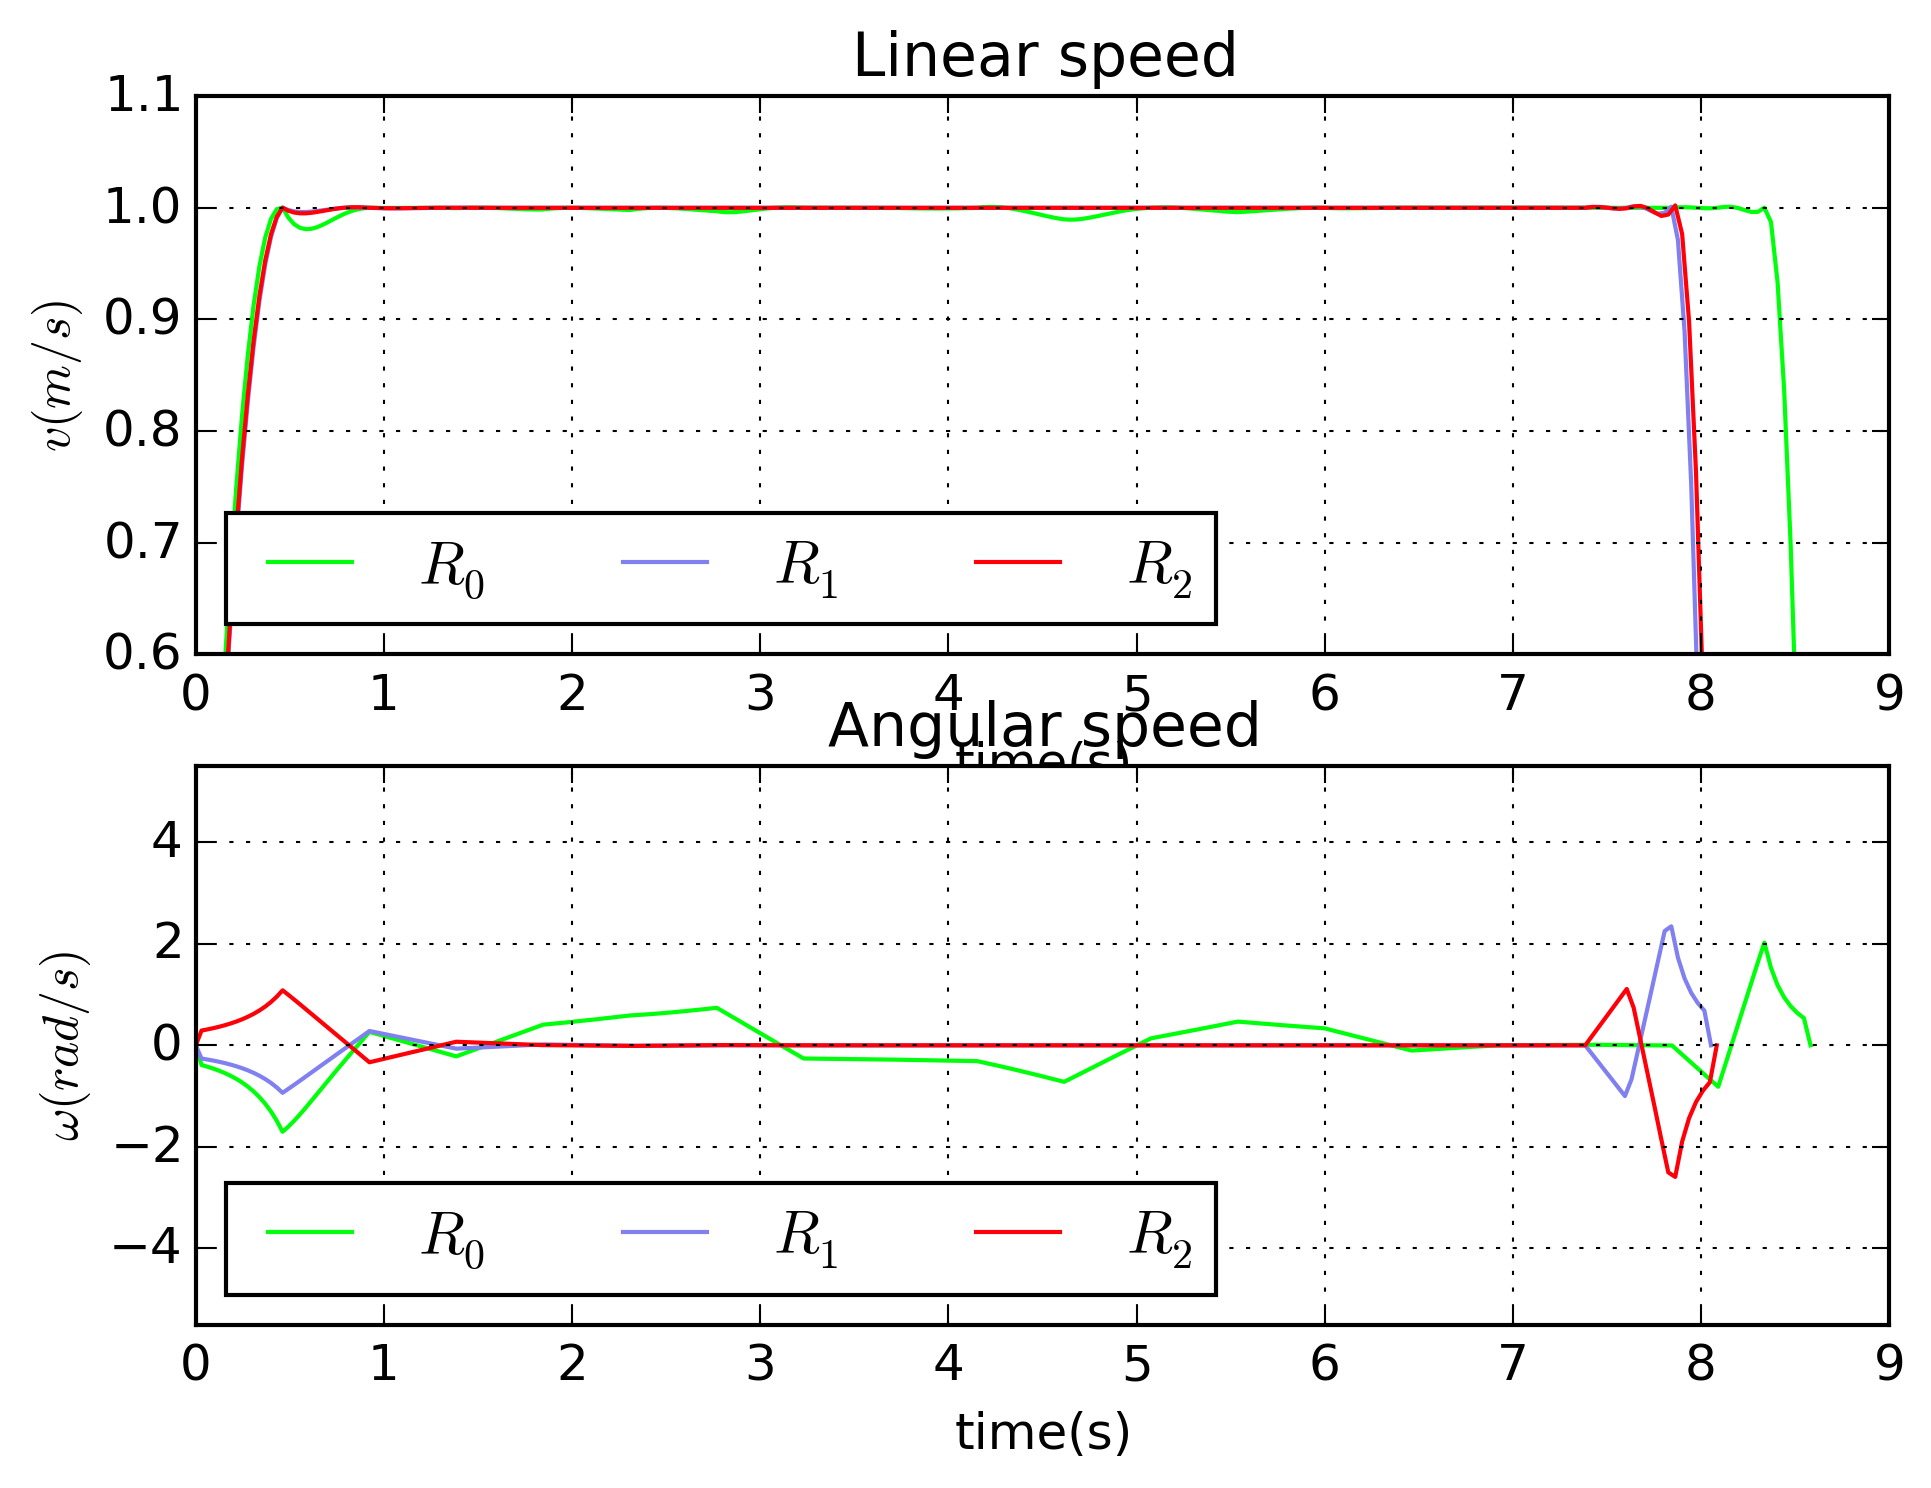 Linear speed
1.1
1.0
0.9
0.8
0.7
0.6
v(m/s)
R0 R1 R2
0 1 2 3 4 5 6 7 8 9
time(s)
Angular speed
4
2
0
−2
−4
ω(rad/s)
R0 R1 R2
0 1 2 3 4 5 6 7 8 9
time(s)